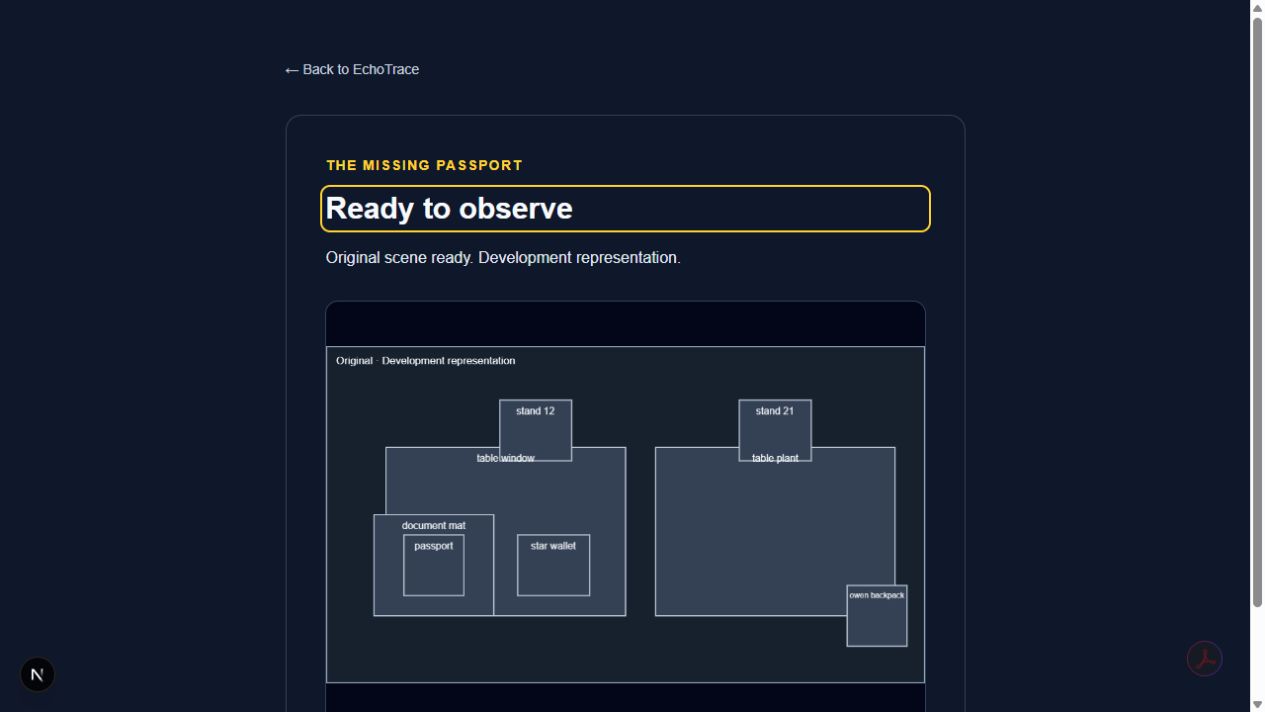 ← Back to EchoTrace
THE MISSING PASSPORT
Ready to observe
Original scene ready. Development representation.
Original · Development representation
stand 12
stand 21
table window
table plant
document mat
passport
star wallet
owen backpack
N